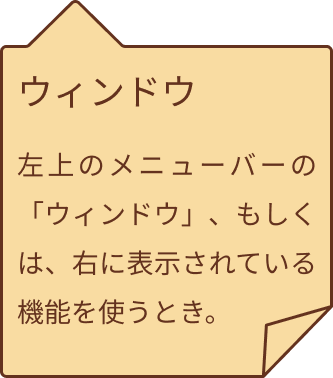 ウィンドウ
左上のメニューバーの
「ウィンドウ」、もしく
は、右に表示されている
機能を使うとき。